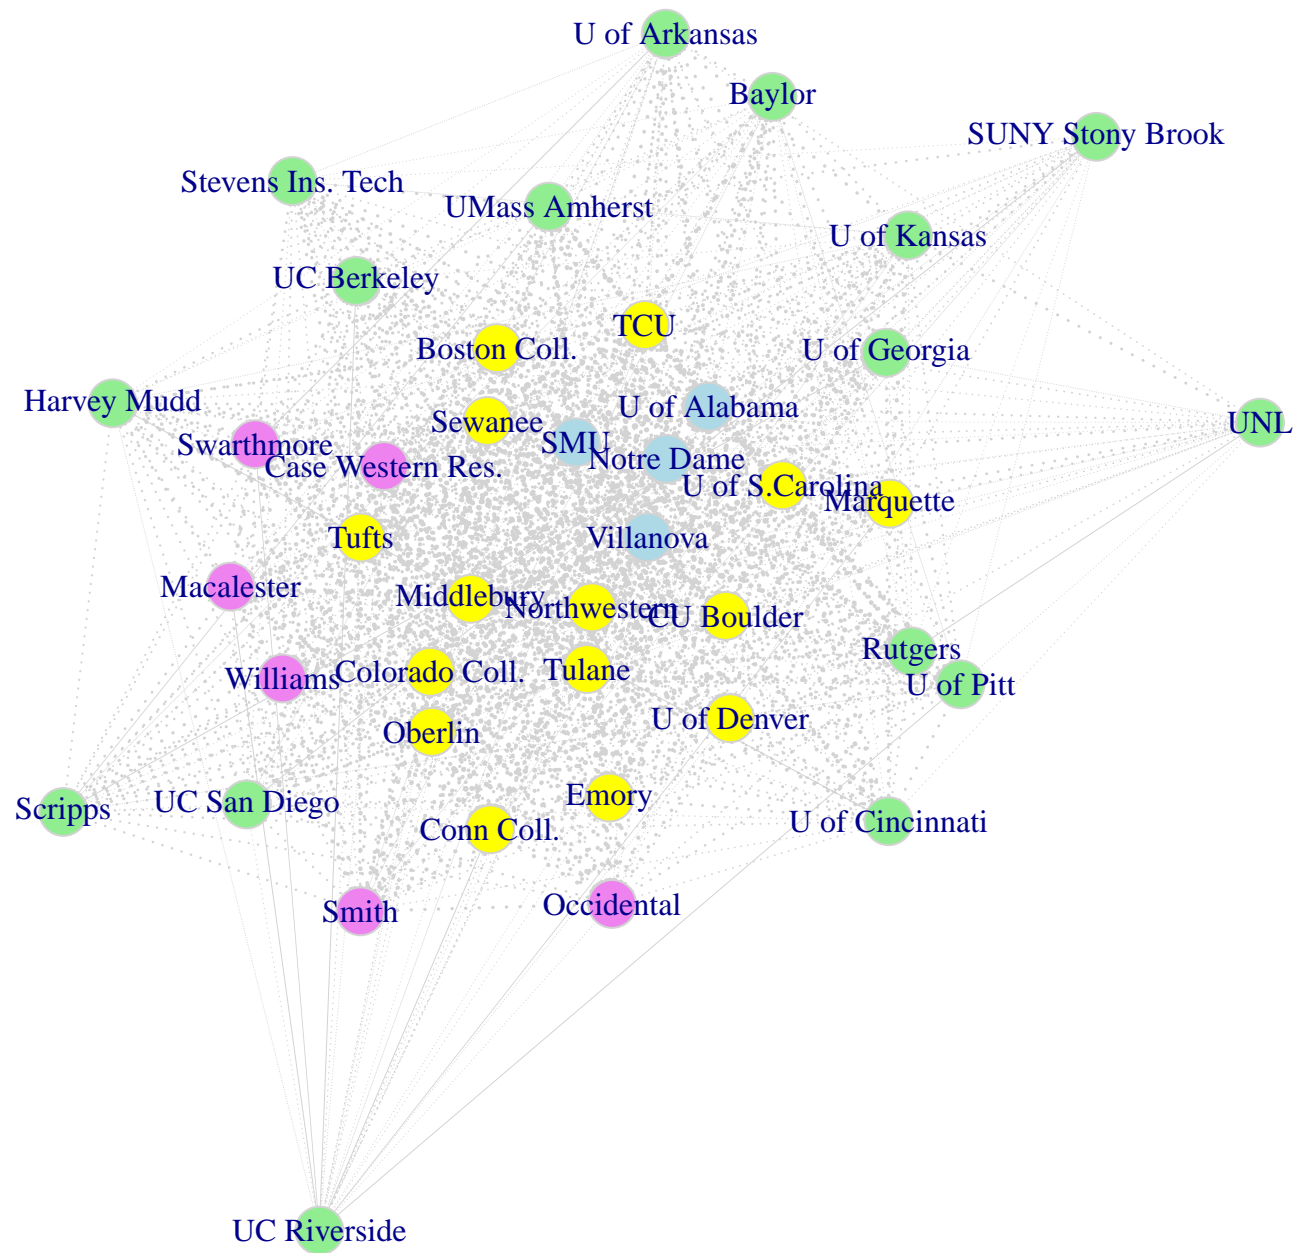 U of Arkansas
Baylor
SUNY Stony Brook
Stevens Ins. Tech
UMass Amherst
U of Kansas
UC Berkeley
TCU
Boston Coll.
U of Georgia
Harvey Mudd
U of Alabama
Sewanee
UNL
Swarthmore
SMU
Case Western Res.
Notre Dame
U of S.Carolina
Marquette
Tufts
Villanova
Macalester
Middlebury
Northwestern
CU Boulder
Rutgers
Williams
Colorado Coll.
Tulane
U of Pitt
U of Denver
Oberlin
Emory
Scripps
UC San Diego
U of Cincinnati
Conn Coll.
Smith
Occidental
UC Riverside